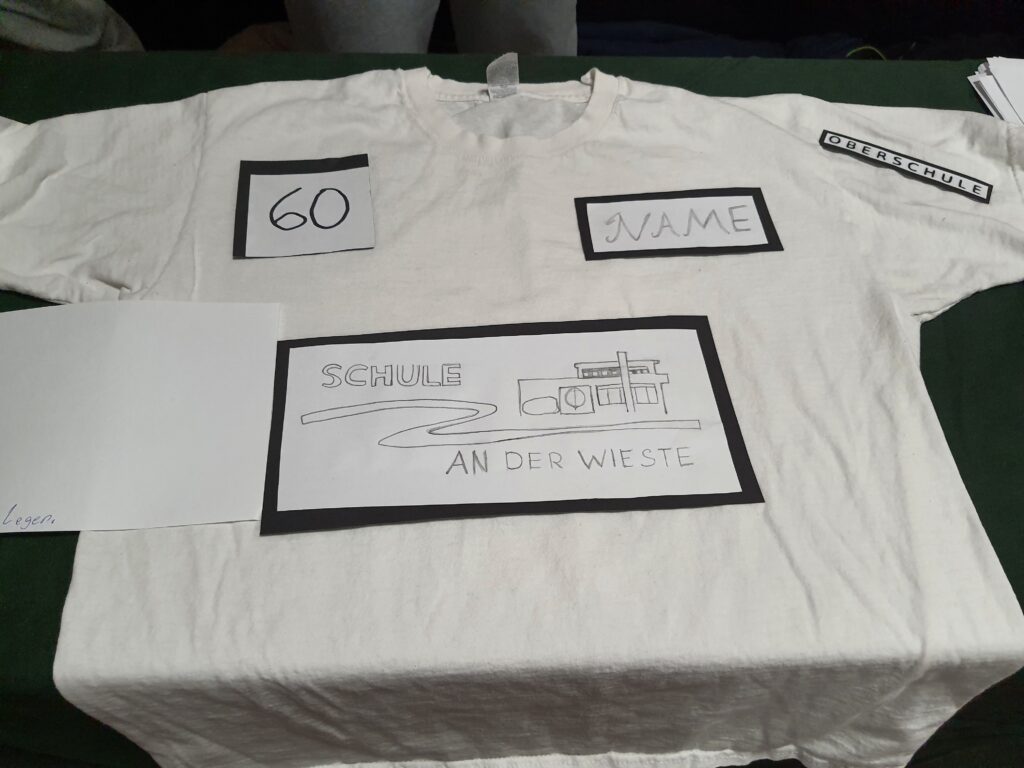 60
NAME
OBERSCHULE
SCHULE
AN DER WIESTE